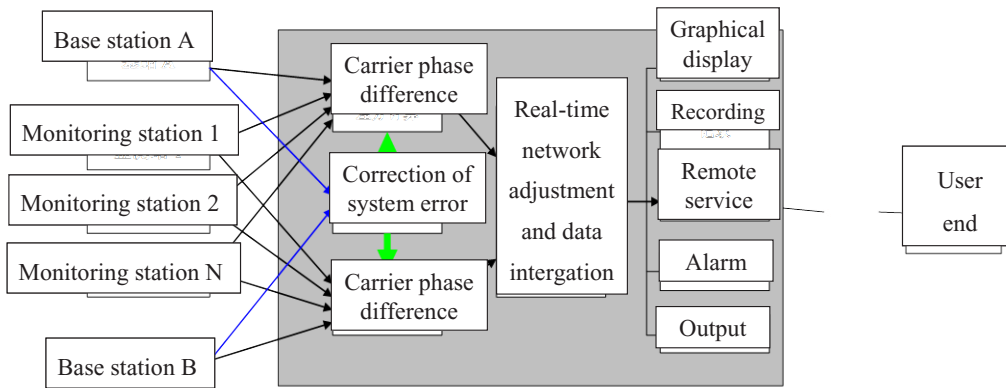 Base station A
Monitoring station 1
Monitoring station 2
Monitoring station N
Base station B
Carrier phase
difference
Correction of
system error
Carrier phase
difference
Real-time
network
adjustment
and data
intergation
Graphical
display
Recording
Remote
service
Alarm
Output
User
end